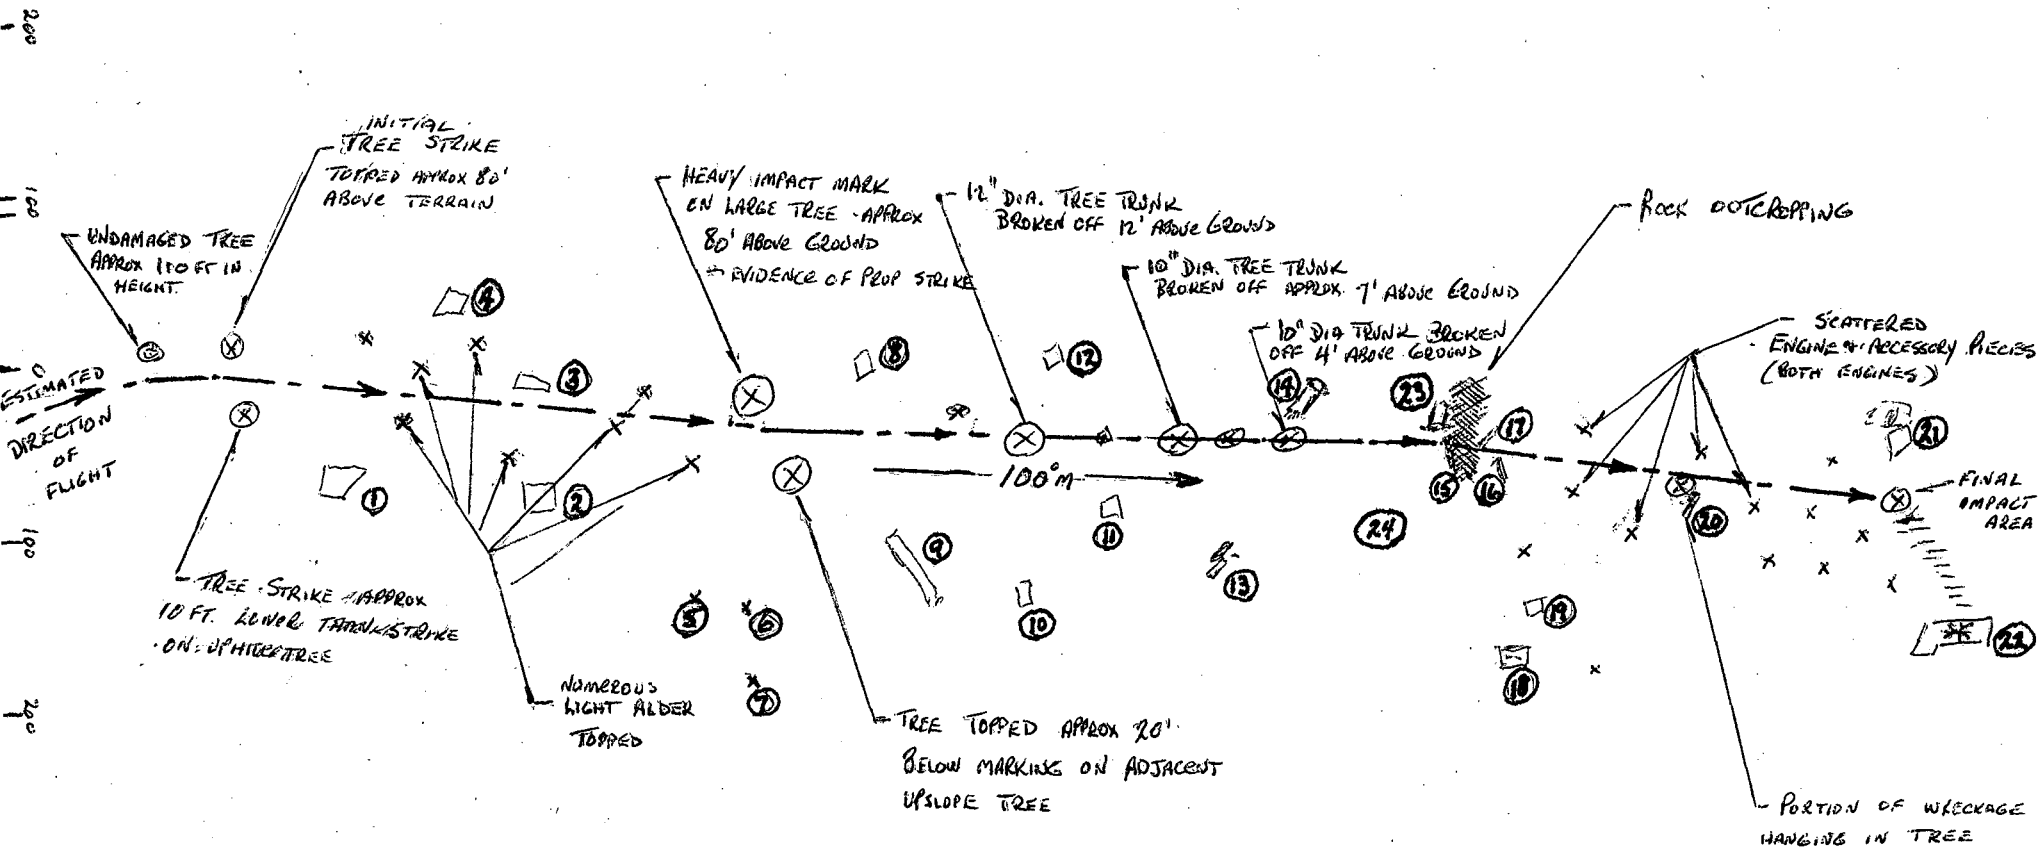 200
100
0
100
200
ESTIMATED
DIRECTION
OF
FLIGHT
UNDAMAGED TREE
APPROX 110 FT IN
HEIGHT.
INITIAL
TREE STRIKE
TOPPED APPROX 80'
ABOVE TERRAIN
TREE STRIKE APPROX
10 FT. LOWER STRIKE
ON
NUMEROUS
LIGHT ALDER
TOPPED
HEAVY IMPACT MARK
ON LARGE TREE - APPROX
80' ABOVE GROUND
EVIDENCE OF PROP STRIKE
TREE TOPPED APPROX 20'
BELOW MARKING ON ADJACENT
UPSLOPE TREE
12" DIA. TREE TRUNK
BROKEN OFF 12' ABOVE GROUND
10" DIA. TREE TRUNK
BROKEN OFF APPROX. 7' ABOVE GROUND
10" DIA TRUNK BROKEN
OFF 4' ABOVE GROUND
100°M
ROCK OUTCROPPING
SCATTERED
ENGINE & ACCESSORY PIECES
(BOTH ENGINES)
FINAL
IMPACT
AREA
PORTION OF WRECKAGE
HANGING IN TREE
1
2
3
4
5
6
7
8
9
10
11
12
13
14
15
16
17
18
19
20
21
22
23
24